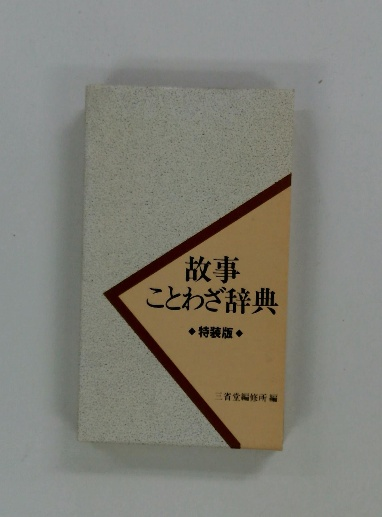 故事
ことわざ辞典
◆特装版◆
三省堂編修所 編